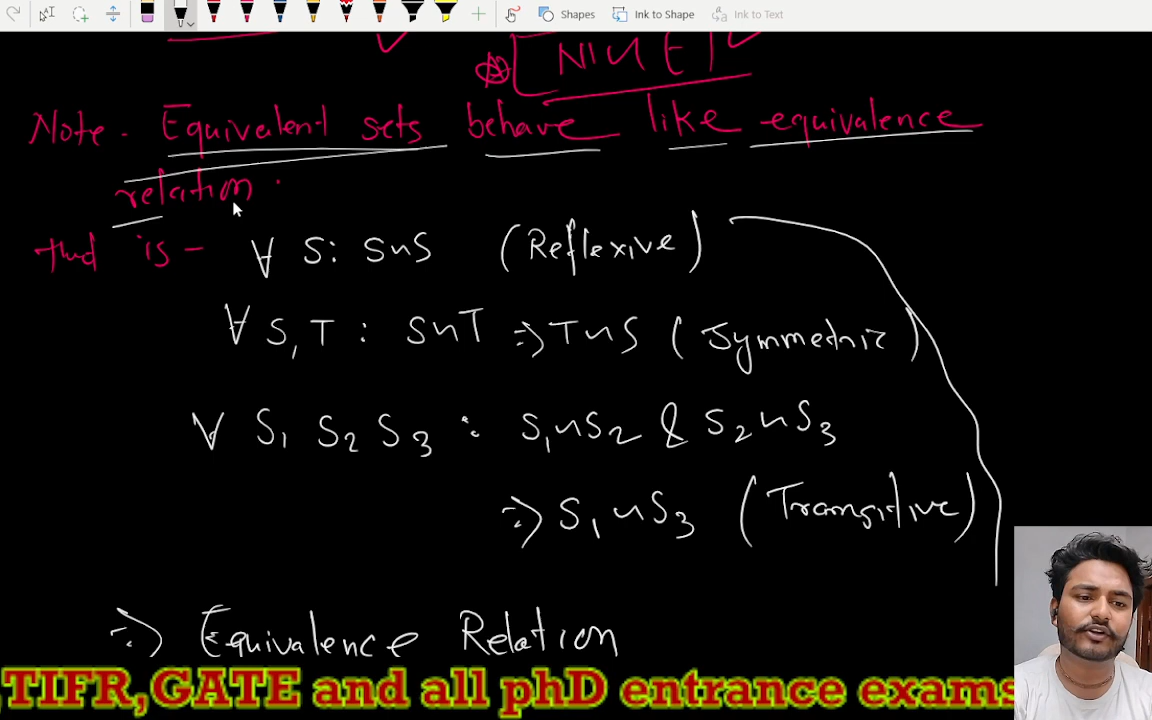 Shapes Ink to Shape Ink to Text
Note. Equivalent sets behave like equivalence
relation.
that is - ∀ S: S~S (Reflexive)
∀ S,T : S~T ⇒ T~S (Symmetric)
∀ S1 S2 S3 : S1~S2 & S2~S3
⇒ S1~S3 (Transitive)
⇒ Equivalence Relation
TIFR,GATE and all phD entrance exams